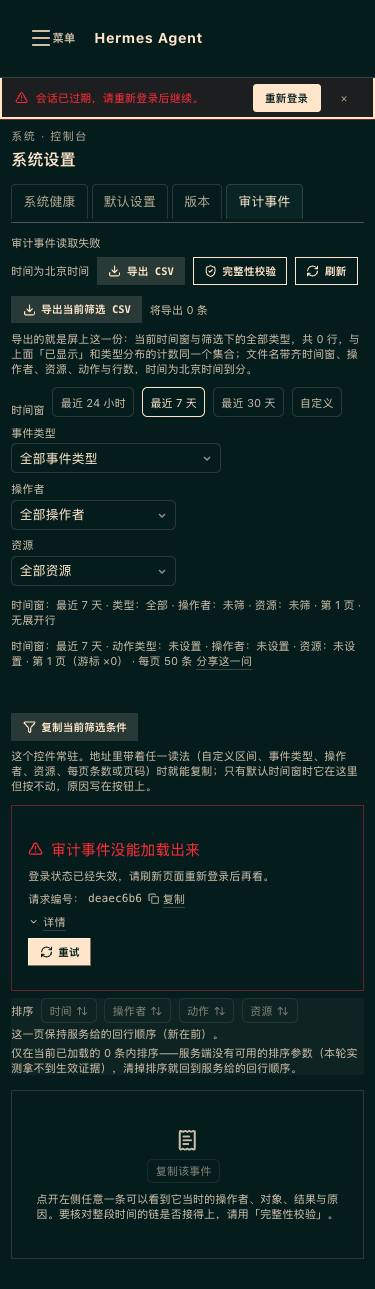 菜单 Hermes Agent
会话已过期，请重新登录后继续。 重新登录 ×
系统 · 控制台
系统设置
系统健康 默认设置 版本 审计事件
审计事件读取失败
时间为北京时间 导出 CSV 完整性校验 刷新
导出当前筛选 CSV 将导出 0 条
导出的就是屏上这一份：当前时间窗与筛选下的全部类型，共 0 行，与
上面「已显示」和类型分布的计数同一个集合；文件名带齐时间窗、操
作者、资源、动作与行数，时间为北京时间到分。
时间窗 最近 24 小时 最近 7 天 最近 30 天 自定义
事件类型
全部事件类型
操作者
全部操作者
资源
全部资源
时间窗：最近 7 天 · 类型：全部 · 操作者：未筛 · 资源：未筛 · 第 1 页 ·
无展开行
时间窗：最近 7 天 · 动作类型：未设置 · 操作者：未设置 · 资源：未设
置 · 第 1 页（游标 ×0） · 每页 50 条 分享这一问
复制当前筛选条件
这个控件常驻。地址里带着任一读法（自定义区间、事件类型、操作
者、资源、每页条数或页码）时就能复制；只有默认时间窗时它在这里
但按不动，原因写在按钮上。
审计事件没能加载出来
登录状态已经失效，请刷新页面重新登录后再看。
请求编号： deaec6b6 复制
详情
重试
排序 时间 操作者 动作 资源
这一页保持服务给的回行顺序（新在前）。
仅在当前已加载的 0 条内排序——服务端没有可用的排序参数（本轮实
测拿不到生效证据），清掉排序就回到服务给的回行顺序。
复制该事件
点开左侧任意一条可以看到它当时的操作者、对象、结果与原
因。要核对整段时间的链是否接得上，请用「完整性校验」。